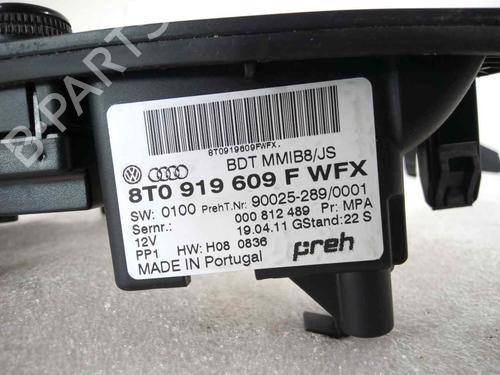 8T0919609FWFX.
BDT MMIB8/JS
8T0 919 609 F WFX
SW: 0100 PrehT.Nr: 90025-289/0001
Sernr.: 000 812 489 Pr: MPA
12V 19.04.11 GStand: 22 S
PP1 HW: H08 0836
MADE IN Portugal
preh
B-PARTS